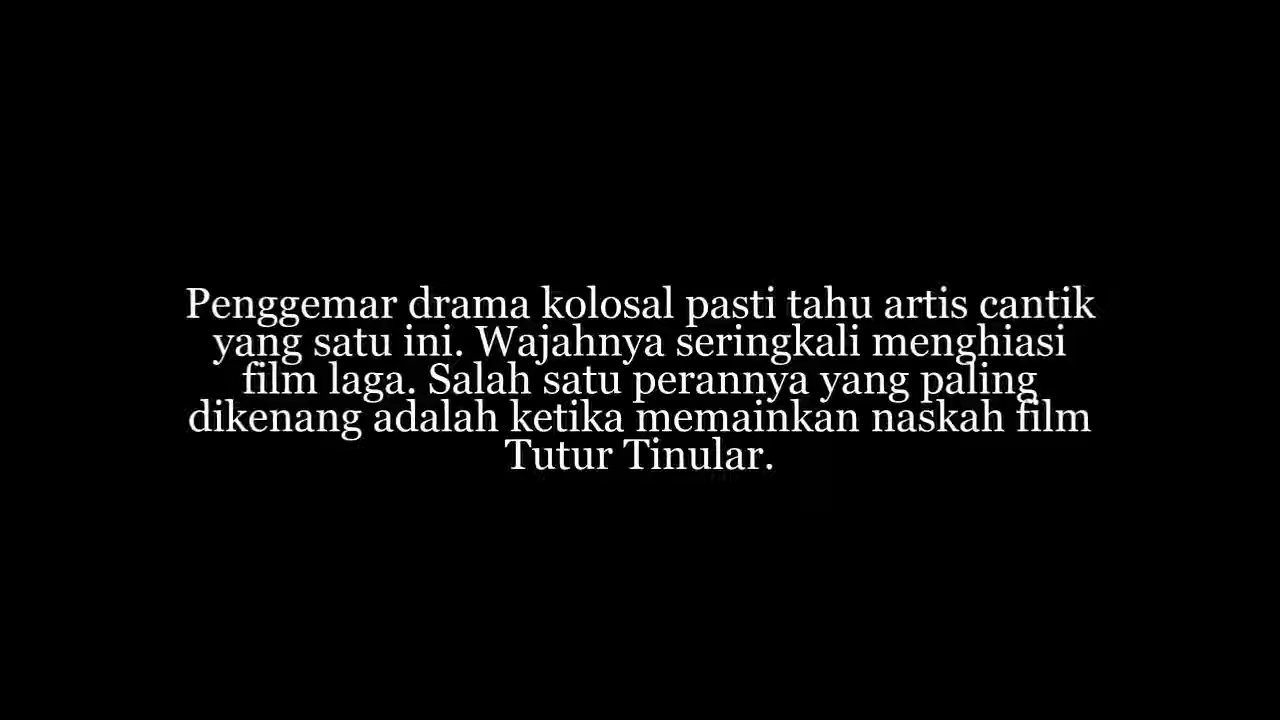 Penggemar drama kolosal pasti tahu artis cantik
yang satu ini. Wajahnya seringkali menghiasi
film laga. Salah satu perannya yang paling
dikenang adalah ketika memainkan naskah film
Tutur Tinular.